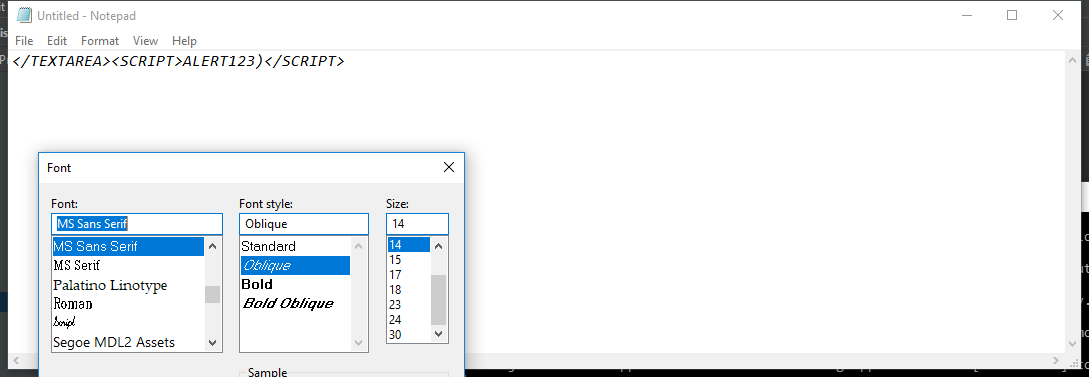 Untitled - Notepad
File Edit Format View Help
</TEXTAREA><SCRIPT>ALERT123)</SCRIPT>
Font
Font: Font style: Size:
MS Sans Serif Oblique 14
MS Sans Serif Standard 14
MS Serif Oblique 15
Palatino Linotype Bold 17
Roman Bold Oblique 18
Script 23
Segoe MDL2 Assets 24
30
Sample